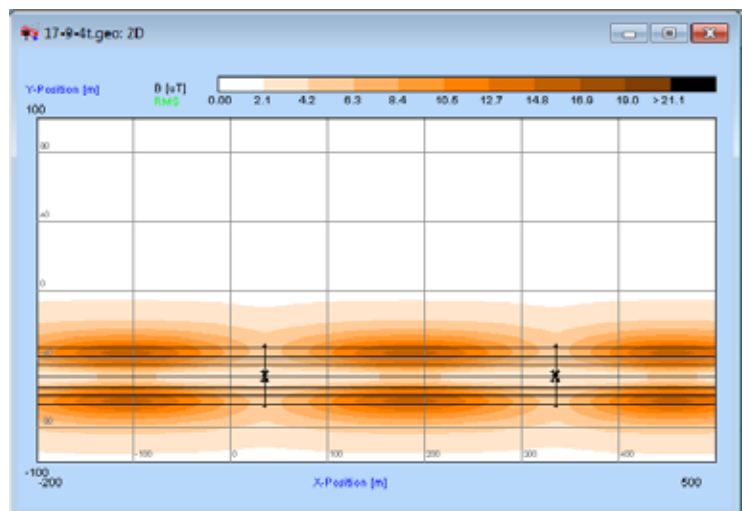 17-9-4t.geo: 2D
Y-Position [m]
B [uT]
RMS
0.00 2.1 4.2 6.3 8.4 10.5 12.7 14.8 16.9 19.0 >21.1
100
80
40
0
-100 0 100 200 300 400
-100
-200
X-Position [m]
500